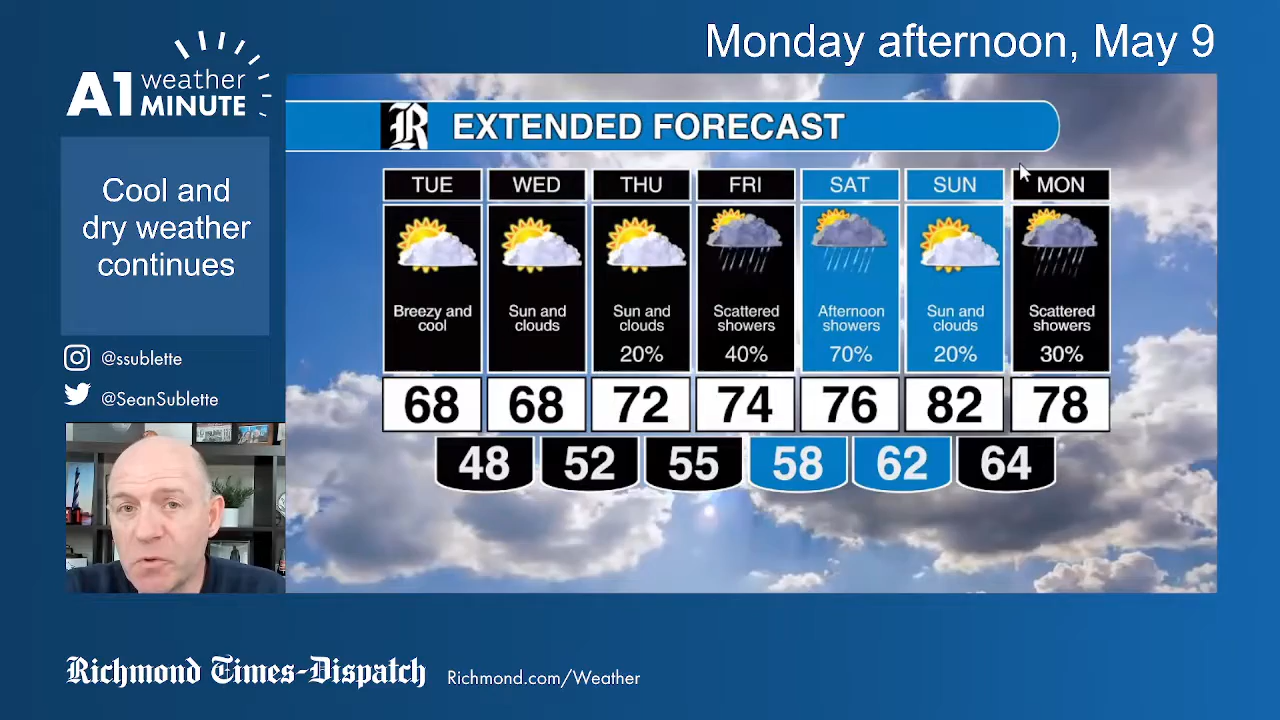 Monday afternoon, May 9
A1 weather
MINUTE
Cool and
dry weather
continues
@ssublette
@SeanSublette
R EXTENDED FORECAST
TUE WED THU FRI SAT SUN MON
Breezy and cool
Sun and clouds
Sun and clouds
20%
Scattered showers
40%
Afternoon showers
70%
Sun and clouds
20%
Scattered showers
30%
68 68 72 74 76 82 78
48 52 55 58 62 64
Richmond Times-Dispatch
Richmond.com/Weather